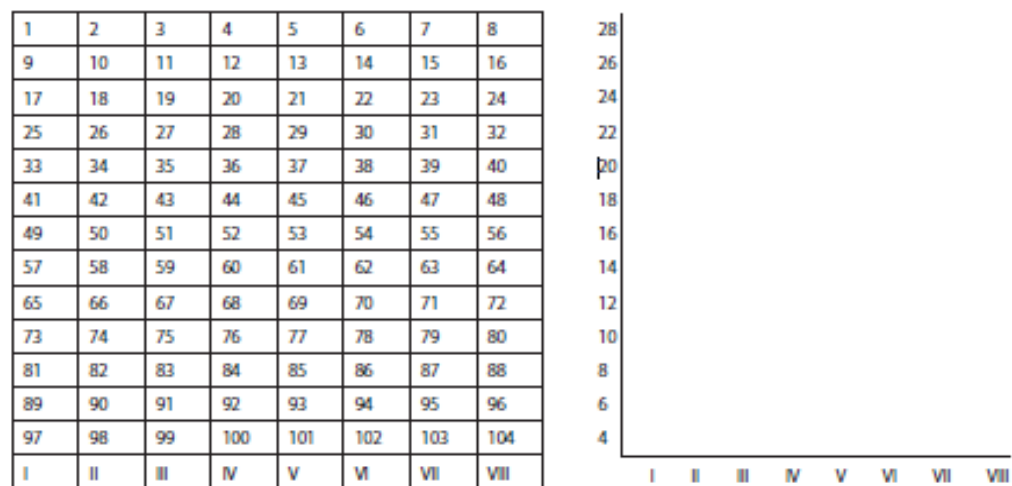 1 2 3 4 5 6 7 8
9 10 11 12 13 14 15 16
17 18 19 20 21 22 23 24
25 26 27 28 29 30 31 32
33 34 35 36 37 38 39 40
41 42 43 44 45 46 47 48
49 50 51 52 53 54 55 56
57 58 59 60 61 62 63 64
65 66 67 68 69 70 71 72
73 74 75 76 77 78 79 80
81 82 83 84 85 86 87 88
89 90 91 92 93 94 95 96
97 98 99 100 101 102 103 104
I II III IV V VI VII VIII
28
26
24
22
20
18
16
14
12
10
8
6
4
I II III IV V VI VII VIII